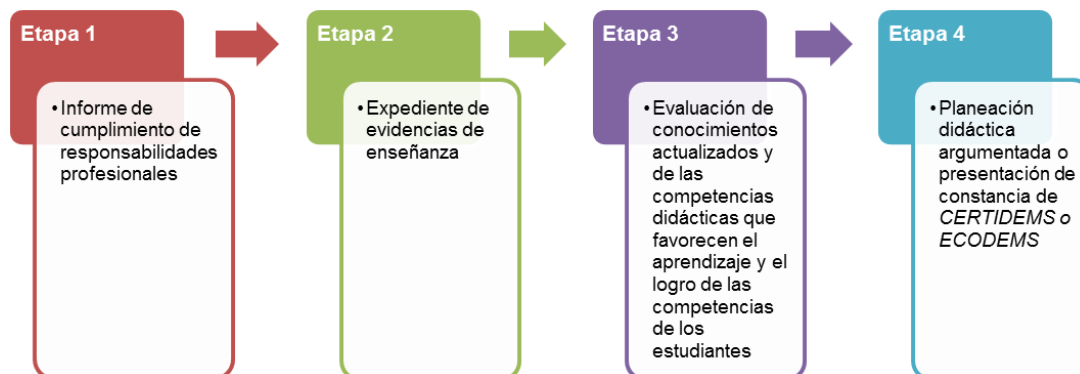 Etapa 1
•Informe de
cumplimiento de
responsabilidades
profesionales
Etapa 2
•Expediente de
evidencias de
enseñanza
Etapa 3
•Evaluación de
conocimientos
actualizados y
de las
competencias
didácticas que
favorecen el
aprendizaje y el
logro de las
competencias
de los
estudiantes
Etapa 4
•Planeación
didáctica
argumentada o
presentación de
constancia de
CERTIDEMS o
ECODEMS